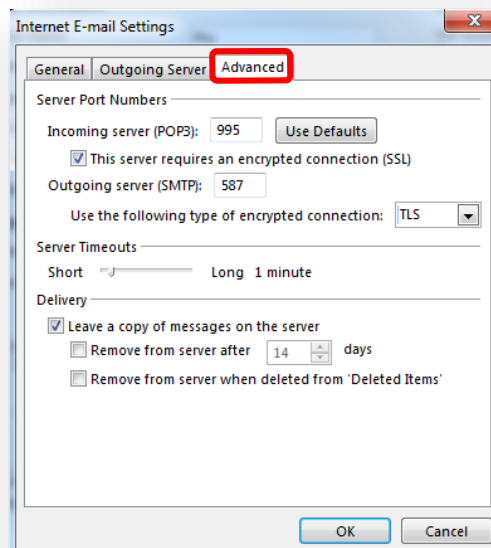 Internet E-mail Settings
General Outgoing Server Advanced
Server Port Numbers
Incoming server (POP3): 995 Use Defaults
This server requires an encrypted connection (SSL)
Outgoing server (SMTP): 587
Use the following type of encrypted connection: TLS
Server Timeouts
Short Long 1 minute
Delivery
Leave a copy of messages on the server
Remove from server after 14 days
Remove from server when deleted from 'Deleted Items'
OK Cancel